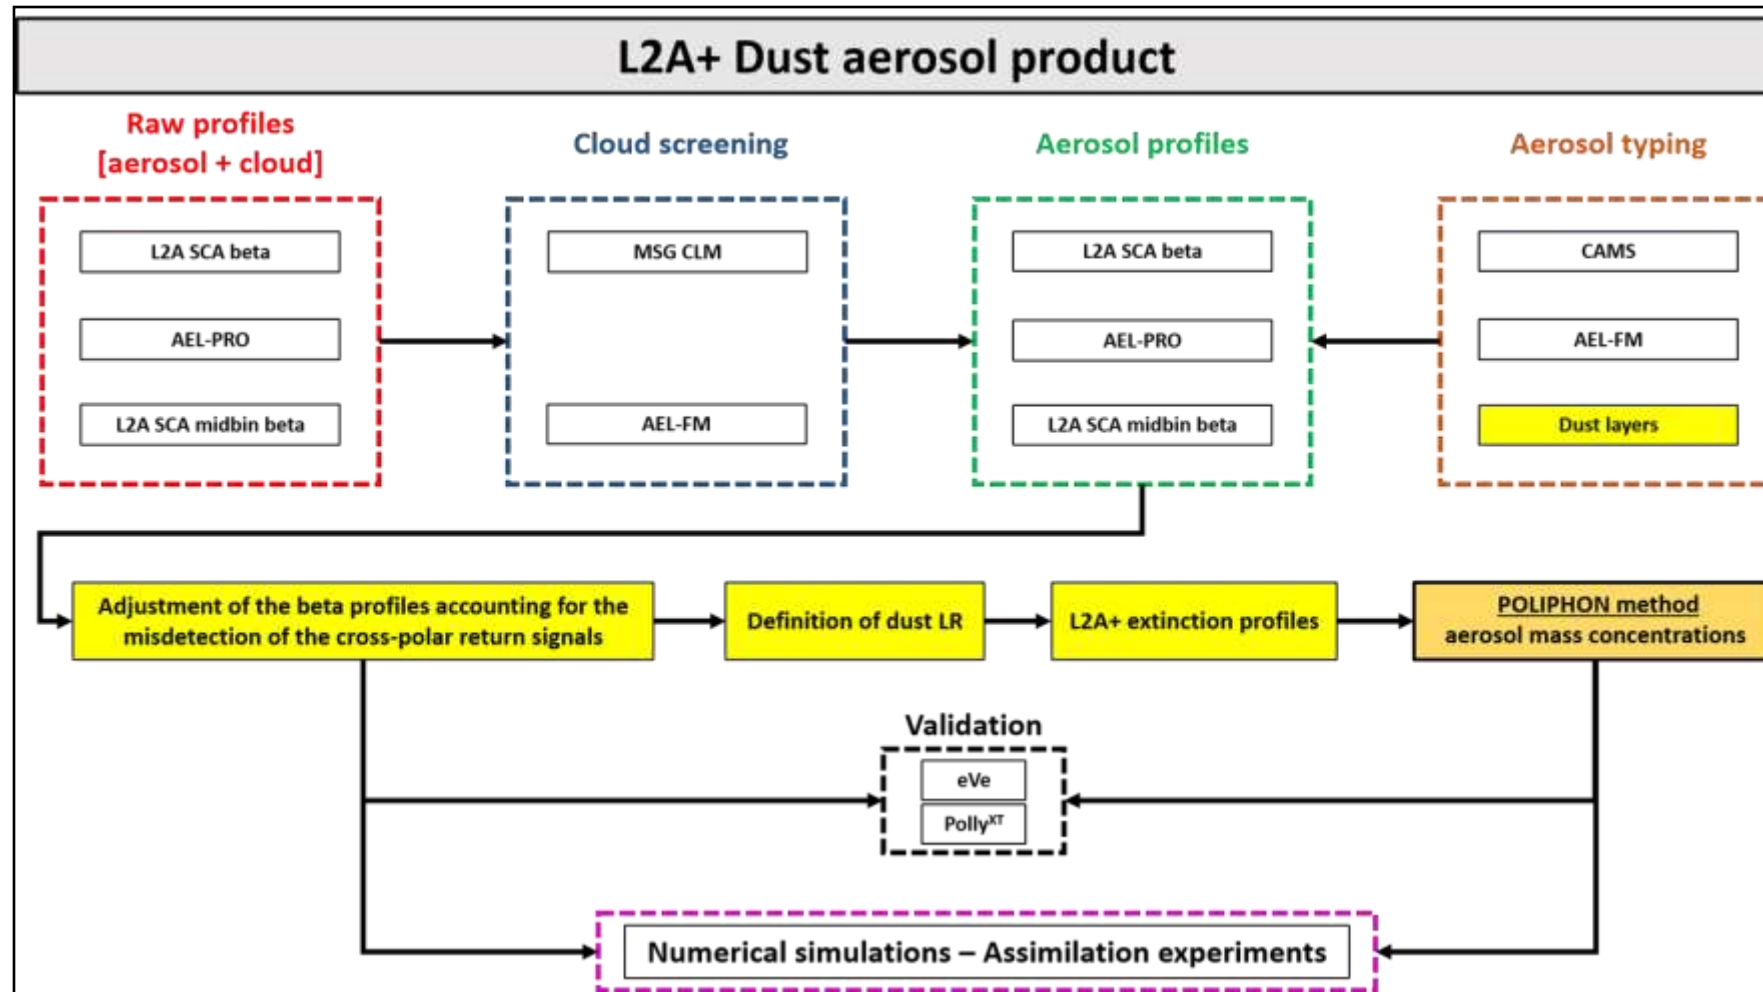 L2A+ Dust aerosol product
Raw profiles
[aerosol + cloud]
L2A SCA beta
AEL-PRO
L2A SCA midbin beta
Cloud screening
MSG CLM
AEL-FM
Aerosol profiles
L2A SCA beta
AEL-PRO
L2A SCA midbin beta
Aerosol typing
CAMS
AEL-FM
Dust layers
Adjustment of the beta profiles accounting for the
misdetection of the cross-polar return signals
Definition of dust LR
L2A+ extinction profiles
POLIPHON method
aerosol mass concentrations
Validation
eVe
Polly^XT
Numerical simulations – Assimilation experiments